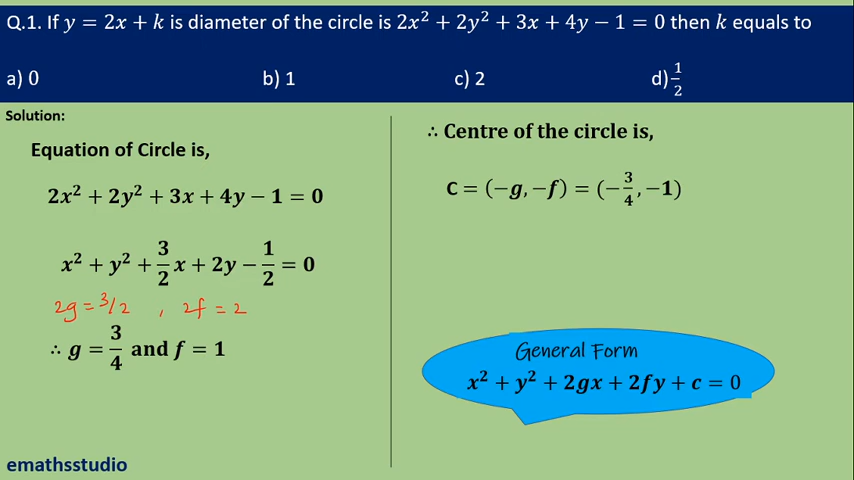 Q.1. If y = 2x + k is diameter of the circle is 2x² + 2y² + 3x + 4y − 1 = 0 then k equals to
a) 0 b) 1 c) 2 d) 1/2
Solution:
Equation of Circle is,
2x² + 2y² + 3x + 4y − 1 = 0
x² + y² + 3/2 x + 2y − 1/2 = 0
2g = 3/2 , 2f = 2
∴ g = 3/4 and f = 1
∴ Centre of the circle is,
C = (−g, −f) = (−3/4, −1)
General Form
x² + y² + 2gx + 2fy + c = 0
emathsstudio